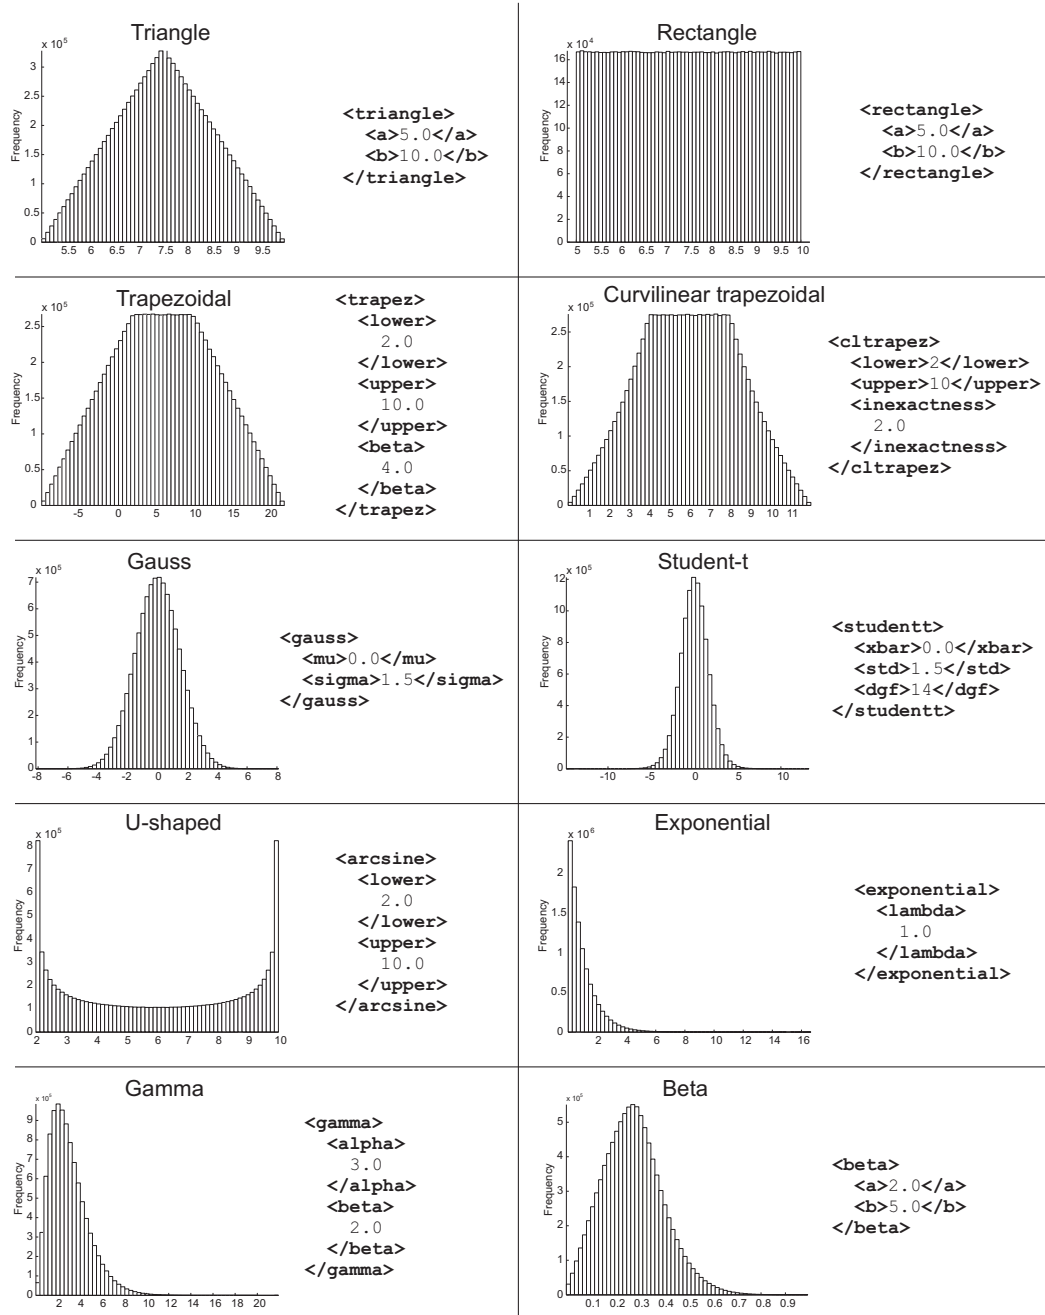 Triangle
x 10^5
3
2.5
2
1.5
1
0.5
0
Frequency
5.5 6 6.5 7 7.5 8 8.5 9 9.5
<triangle>
<a>5.0</a>
<b>10.0</b>
</triangle>
Rectangle
x 10^4
16
14
12
10
8
6
4
2
0
Frequency
5 5.5 6 6.5 7 7.5 8 8.5 9 9.5 10
<rectangle>
<a>5.0</a>
<b>10.0</b>
</rectangle>
Trapezoidal
x 10^5
2.5
2
1.5
1
0.5
0
Frequency
-5 0 5 10 15 20
<trapez>
<lower>
2.0
</lower>
<upper>
10.0
</upper>
<beta>
4.0
</beta>
</trapez>
Curvilinear trapezoidal
x 10^5
2.5
2
1.5
1
0.5
0
Frequency
1 2 3 4 5 6 7 8 9 10 11
<cltrapez>
<lower>2</lower>
<upper>10</upper>
<inexactness>
2.0
</inexactness>
</cltrapez>
Gauss
x 10^5
7
6
5
4
3
2
1
0
Frequency
-8 -6 -4 -2 0 2 4 6 8
<gauss>
<mu>0.0</mu>
<sigma>1.5</sigma>
</gauss>
Student-t
x 10^5
12
10
8
6
4
2
0
Frequency
-10 -5 0 5 10
<studentt>
<xbar>0.0</xbar>
<std>1.5</std>
<dgf>14</dgf>
</studentt>
U-shaped
x 10^5
8
7
6
5
4
3
2
1
0
Frequency
2 3 4 5 6 7 8 9 10
<arcsine>
<lower>
2.0
</lower>
<upper>
10.0
</upper>
</arcsine>
Exponential
x 10^6
2
1.5
1
0.5
0
Frequency
2 4 6 8 10 12 14 16
<exponential>
<lambda>
1.0
</lambda>
</exponential>
Gamma
x 10^5
9
8
7
6
5
4
3
2
1
0
Frequency
2 4 6 8 10 12 14 16 18 20
<gamma>
<alpha>
3.0
</alpha>
<beta>
2.0
</beta>
</gamma>
Beta
x 10^5
5
4
3
2
1
0
Frequency
0.1 0.2 0.3 0.4 0.5 0.6 0.7 0.8 0.9
<beta>
<a>2.0</a>
<b>5.0</b>
</beta>